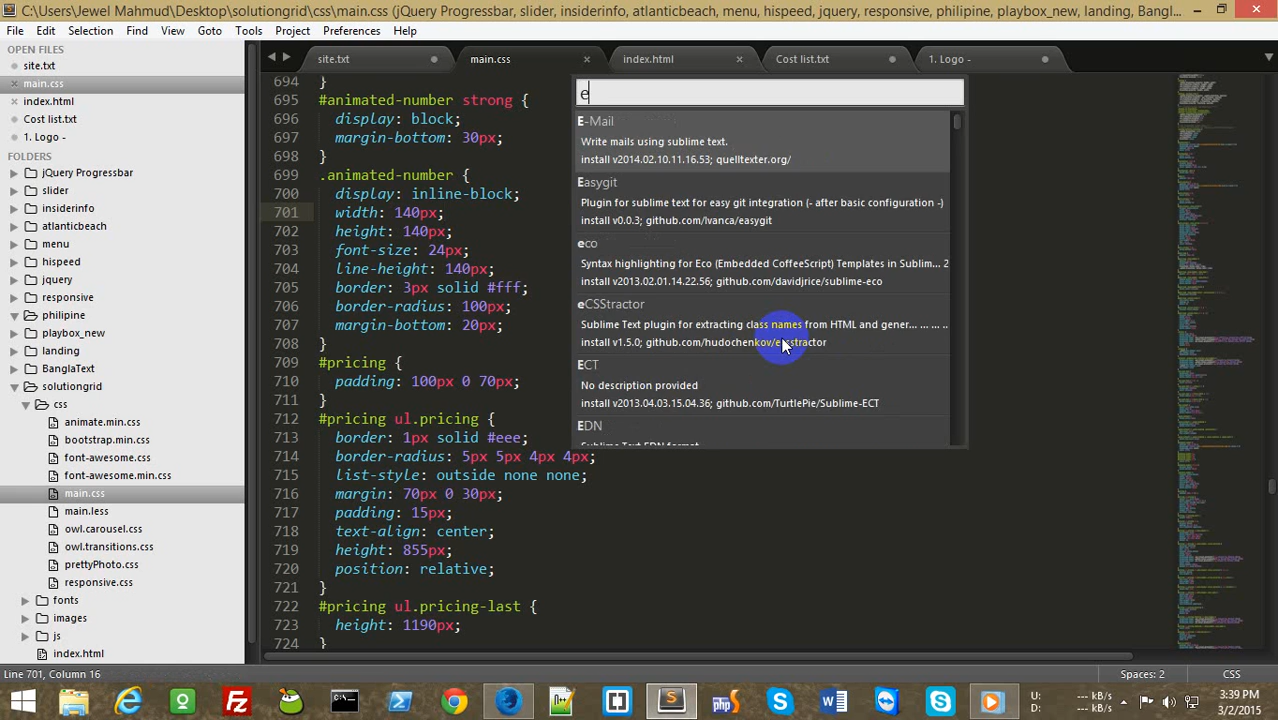 C:\Users\Jewel Mahmud\Desktop\solutiongrid\css\main.css (jQuery Progressbar, slider, insiderinfo, atlanticbeach, menu, hispeed, jquery, responsive, philipine, playbox_new, landing, Bangl...
File Edit Selection Find View Goto Tools Project Preferences Help
OPEN FILES
site.txt
main.css
index.html
Cost list.txt
1. Logo -
FOLDERS
jQuery Progressbar
slider
insiderinfo
atlanticbeach
menu
hispeed
jquery
responsive
philipine
playbox_new
landing
BanglaText
solutiongrid
css
animate.min.css
bootstrap.min.css
font-awesome.css
font-awesome.min.css
main.css
main.less
owl.carousel.css
owl.transitions.css
prettyPhoto.css
responsive.css
fonts
images
js
index.html
site.txt main.css index.html Cost list.txt 1. Logo -
694 }
695 #animated-number strong {
696 display: block;
697 margin-bottom: 30px;
698 }
699 .animated-number {
700 display: inline-block;
701 width: 140px;
702 height: 140px;
703 font-size: 24px;
704 line-height: 140px;
705 border: 3px solid #fff;
706 border-radius: 100px;
707 margin-bottom: 20px;
708 }
709 #pricing {
710 padding: 100px 0 70px;
711 }
712 #pricing ul.pricing {
713 border: 1px solid #eee;
714 border-radius: 5px 5px 4px 4px;
715 list-style: outside none none;
716 margin: 70px 0 30px;
717 padding: 15px;
718 text-align: center;
719 height: 855px;
720 position: relative;
721 }
722 #pricing ul.pricing-last {
723 height: 1190px;
724 }
e
E-Mail
Write mails using sublime text.
install v2014.02.10.11.16.53; quelltexter.org/
Easygit
Plugin for sublime text for easy git integration (- after basic configuration -)
install v0.0.3; github.com/lvanca/easygit
eco
Syntax highlighting for Eco (Embedded CoffeeScript) Templates in Sublim... 2
github.com/davidjrice/sublime-eco
eCSStractor
Sublime Text plugin for extracting class names from HTML and gener... ... ... ..
install v1.5.0; github.com/hudochenkov/ecsstractor
ECT
No description provided
install v2013.04.03.15.04.36; github.com/TurtlePie/Sublime-ECT
EDN
Sublime Text EDN format
Line 701, Column 16 Spaces: 2 CSS
U: --- kB/s
D: --- kB/s
3:39 PM
3/2/2015